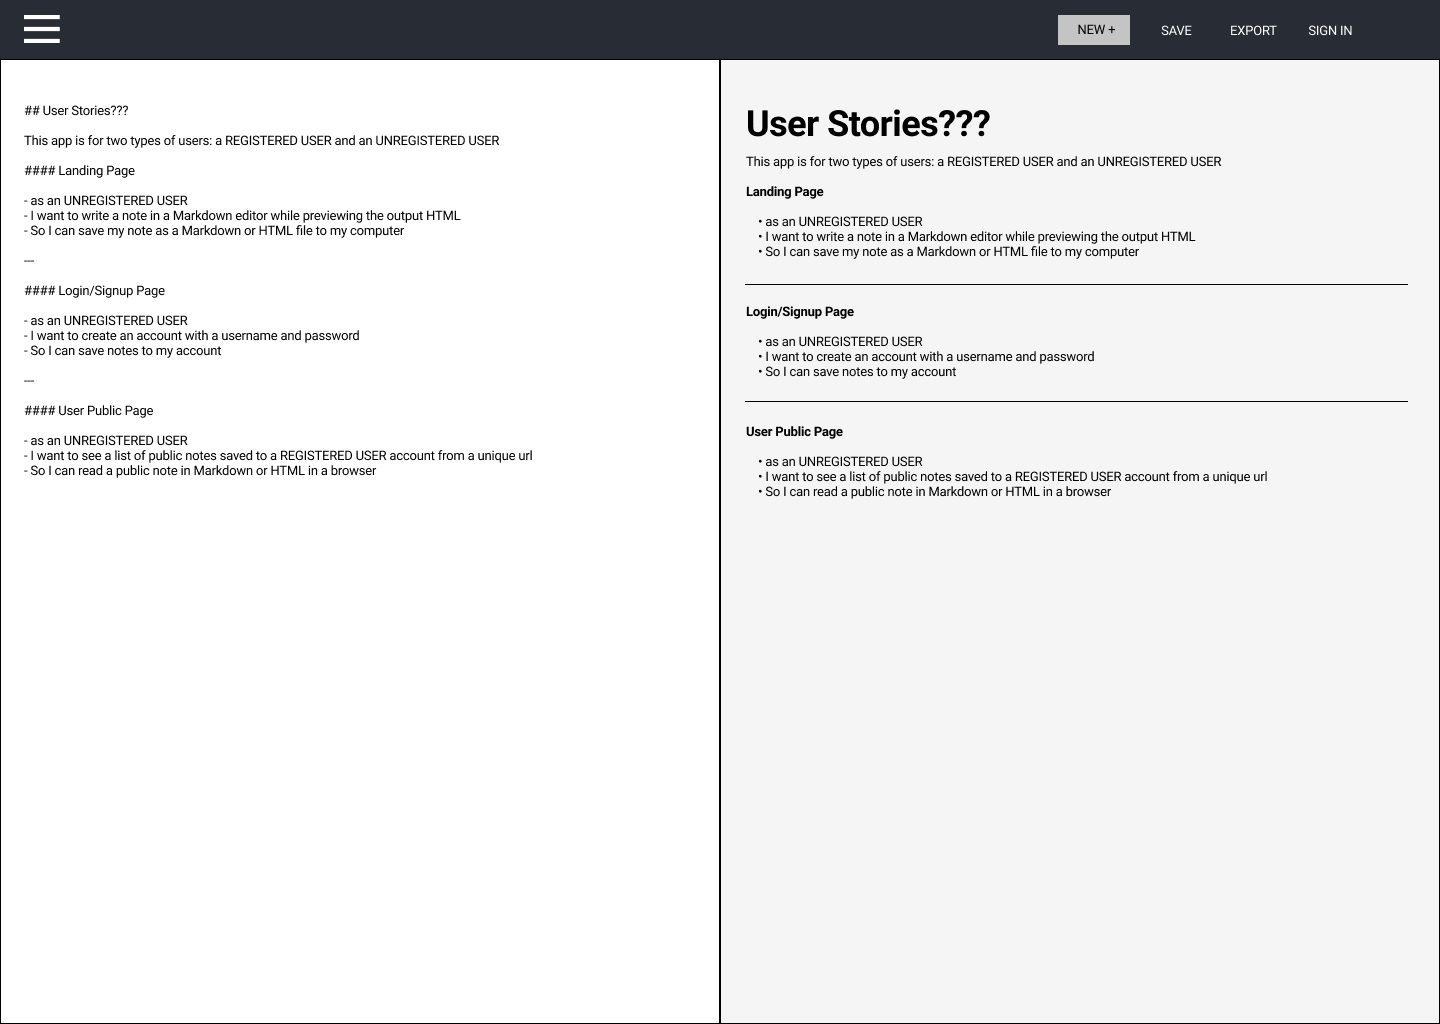 NEW +
SAVE
EXPORT
SIGN IN
## User Stories???
This app is for two types of users: a REGISTERED USER and an UNREGISTERED USER
#### Landing Page
- as an UNREGISTERED USER
- I want to write a note in a Markdown editor while previewing the output HTML
- So I can save my note as a Markdown or HTML file to my computer
---
#### Login/Signup Page
- as an UNREGISTERED USER
- I want to create an account with a username and password
- So I can save notes to my account
---
#### User Public Page
- as an UNREGISTERED USER
- I want to see a list of public notes saved to a REGISTERED USER account from a unique url
- So I can read a public note in Markdown or HTML in a browser
User Stories???
This app is for two types of users: a REGISTERED USER and an UNREGISTERED USER
Landing Page
• as an UNREGISTERED USER
• I want to write a note in a Markdown editor while previewing the output HTML
• So I can save my note as a Markdown or HTML file to my computer
Login/Signup Page
• as an UNREGISTERED USER
• I want to create an account with a username and password
• So I can save notes to my account
User Public Page
• as an UNREGISTERED USER
• I want to see a list of public notes saved to a REGISTERED USER account from a unique url
• So I can read a public note in Markdown or HTML in a browser